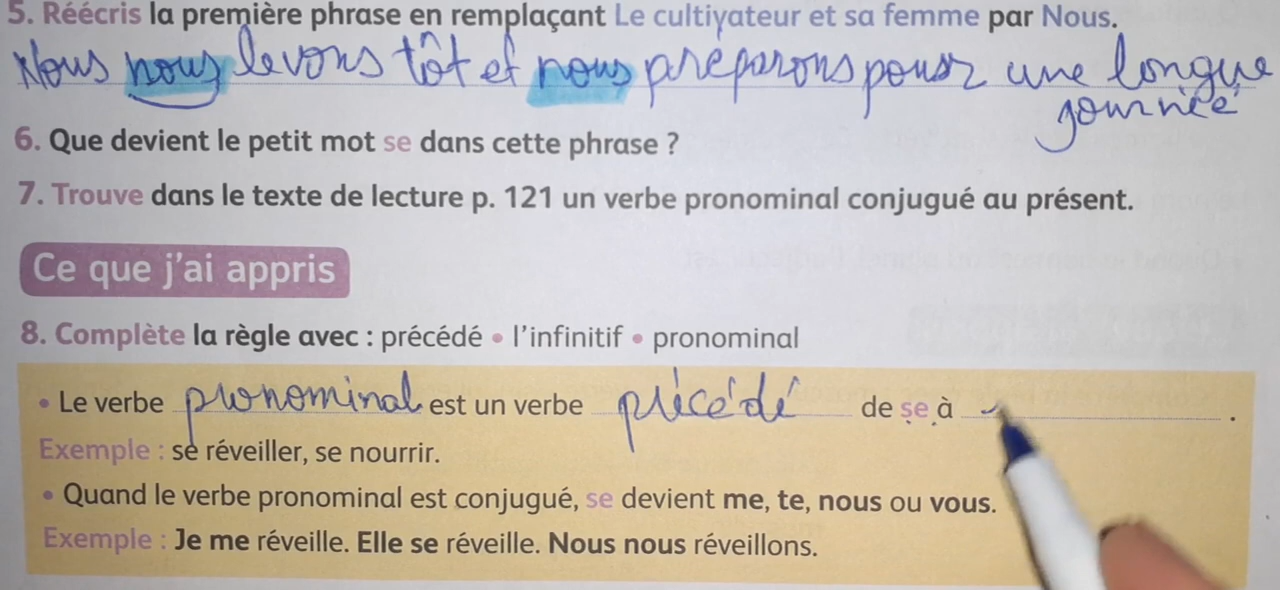 5. Réécris la première phrase en remplaçant Le cultivateur et sa femme par Nous.
Nous nous levons tôt et nous préparons pour une longue
journée
6. Que devient le petit mot se dans cette phrase ?
7. Trouve dans le texte de lecture p. 121 un verbe pronominal conjugué au présent.
Ce que j'ai appris
8. Complète la règle avec : précédé • l'infinitif • pronominal
• Le verbe pronominal est un verbe précédé de se à .
Exemple : se réveiller, se nourrir.
• Quand le verbe pronominal est conjugué, se devient me, te, nous ou vous.
Exemple : Je me réveille. Elle se réveille. Nous nous réveillons.